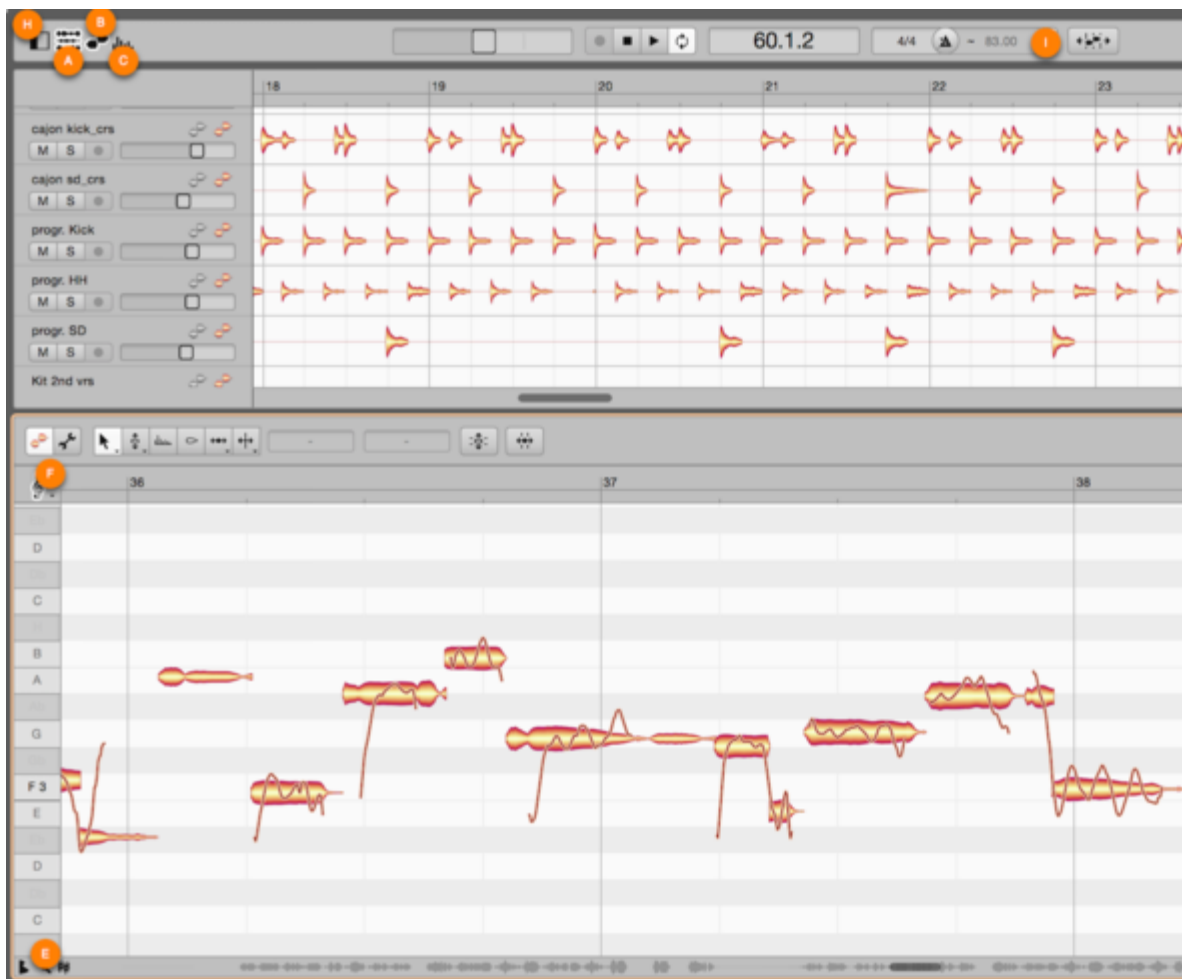 H
B
A
C
60.1.2
4/4
~ 83.00
I
18 19 20 21 22 23
cajon kick_crs
M S
cajon sd_crs
M S
progr. Kick
M S
progr. HH
M S
progr. SD
M S
Kit 2nd vrs
F
36 37 38
D
C
B
A
G
F 3
E
D
C
E